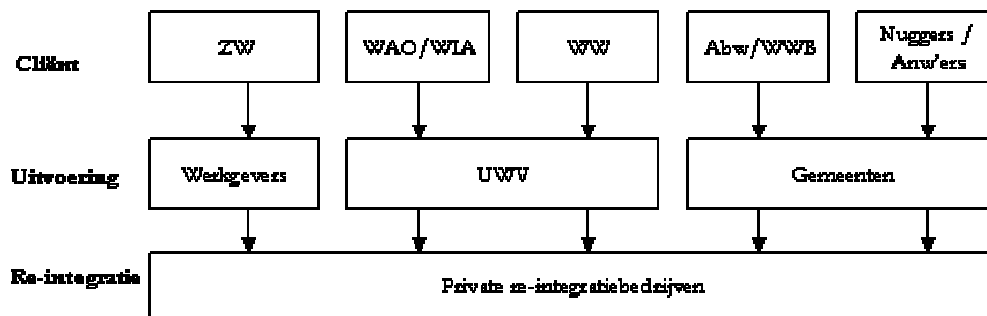 Cliënt
ZW
WAO/WIA
WW
Abw/WWB
Nuggers /
Anw'ers
Uitvoering
Werkgevers
UWV
Gemeenten
Re-integratie
Private re-integratiebedrijven